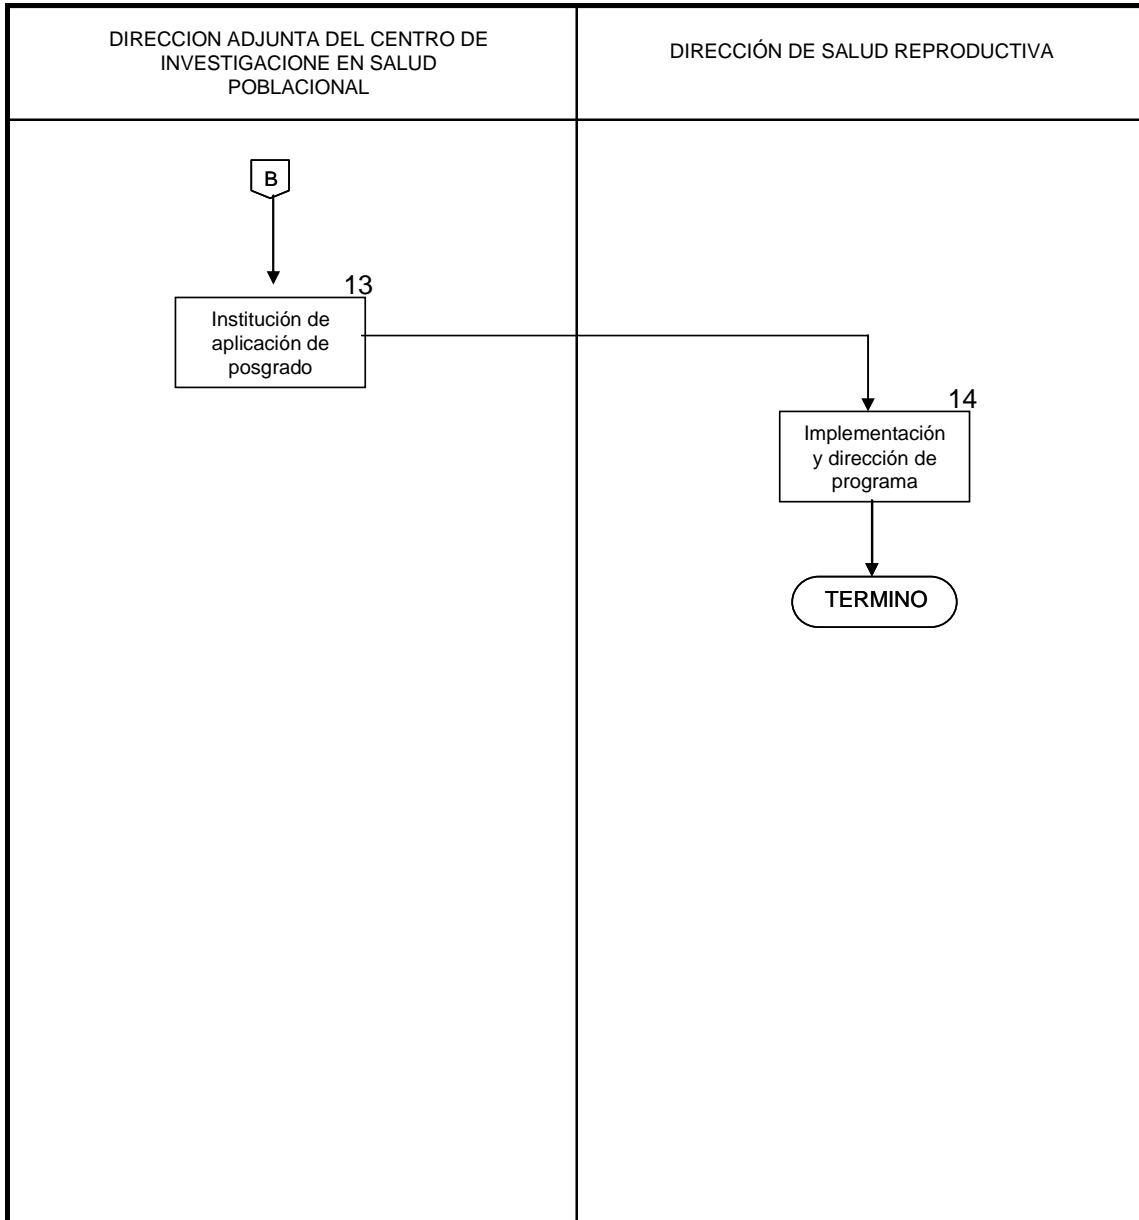 DIRECCION ADJUNTA DEL CENTRO DE
INVESTIGACIONE EN SALUD
POBLACIONAL
DIRECCIÓN DE SALUD REPRODUCTIVA
B
13
Institución de
aplicación de
posgrado
14
Implementación
y dirección de
programa
TERMINO